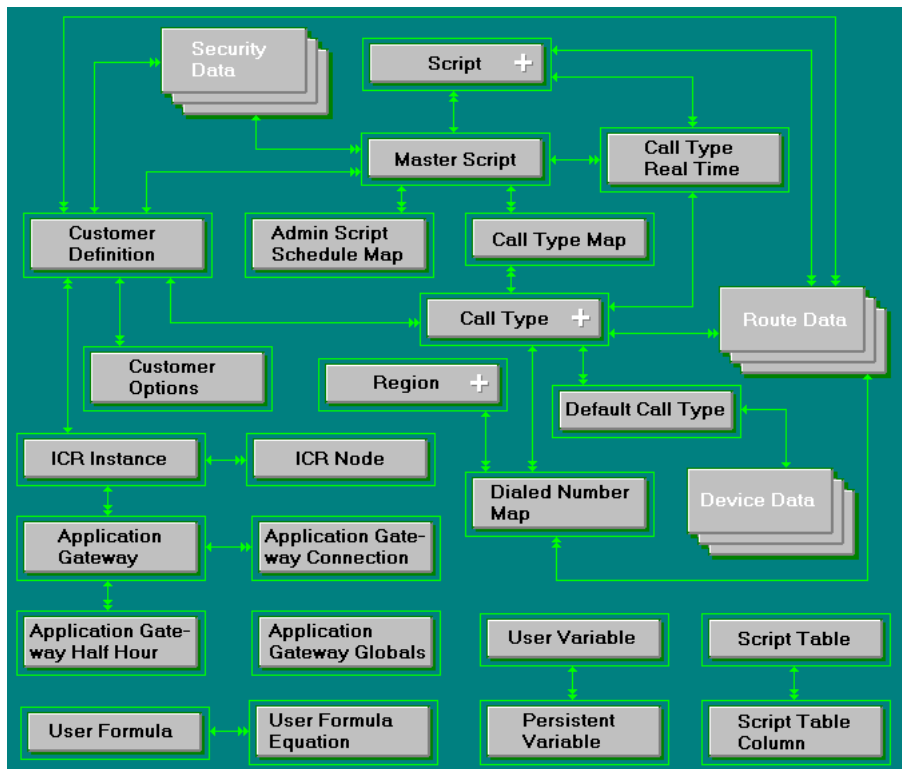 Security
Data
Script
Master Script
Call Type
Real Time
Customer
Definition
Admin Script
Schedule Map
Call Type Map
Call Type
Route Data
Customer
Options
Region
Default Call Type
ICR Instance
ICR Node
Dialed Number
Map
Device Data
Application
Gateway
Application Gate-
way Connection
Application Gate-
way Half Hour
Application
Gateway Globals
User Variable
Script Table
User Formula
User Formula
Equation
Persistent
Variable
Script Table
Column